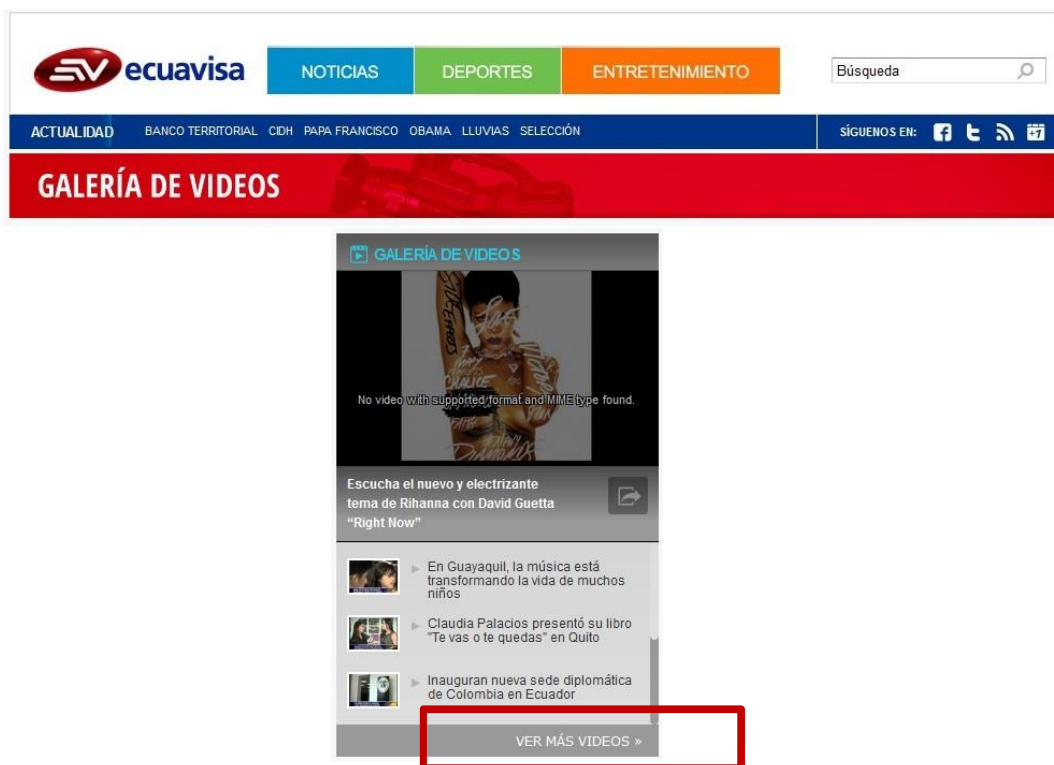 ecuavisa
NOTICIAS
DEPORTES
ENTRETENIMIENTO
Búsqueda
ACTUALIDAD
BANCO TERRITORIAL CIDH PAPA FRANCISCO OBAMA LLUVIAS SELECCIÓN
SÍGUENOS EN:
GALERÍA DE VIDEOS
GALERÍA DE VIDEOS
No video with supported format and MIME type found.
Escucha el nuevo y electrizante
tema de Rihanna con David Guetta
“Right Now”
En Guayaquil, la música está
transformando la vida de muchos
niños
Claudia Palacios presentó su libro
"Te vas o te quedas" en Quito
Inauguran nueva sede diplomática
de Colombia en Ecuador
VER MÁS VIDEOS »